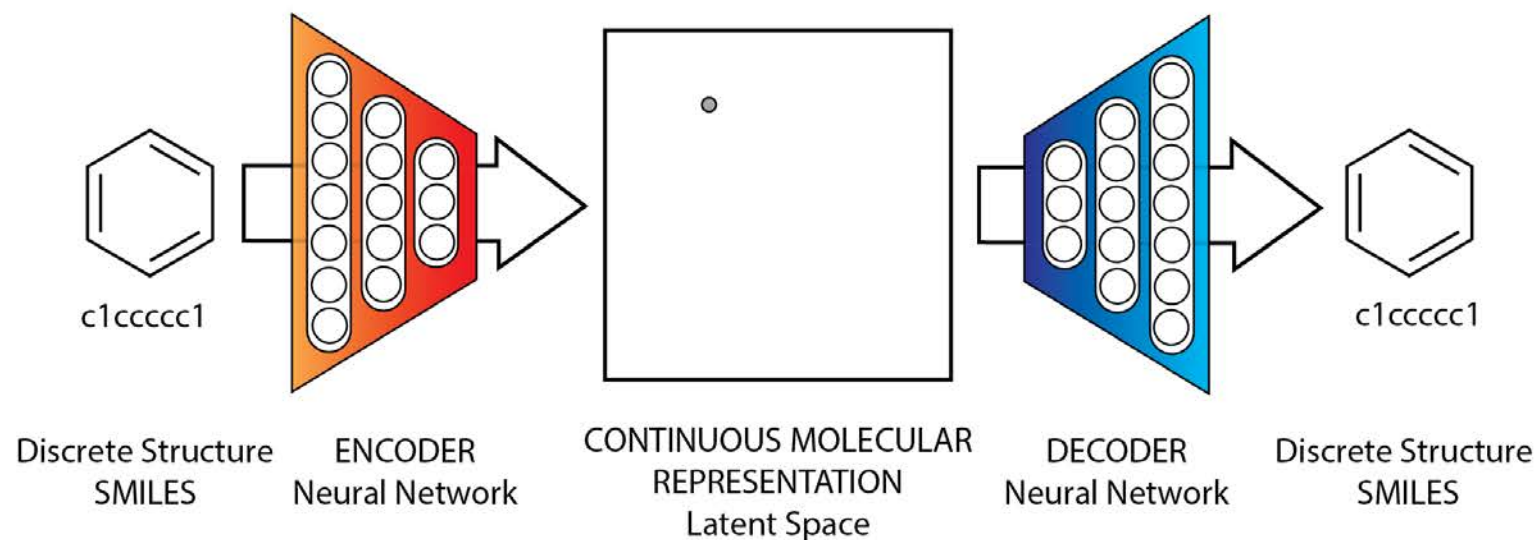 c1ccccc1
c1ccccc1
Discrete Structure
SMILES
ENCODER
Neural Network
CONTINUOUS MOLECULAR
REPRESENTATION
Latent Space
DECODER
Neural Network
Discrete Structure
SMILES